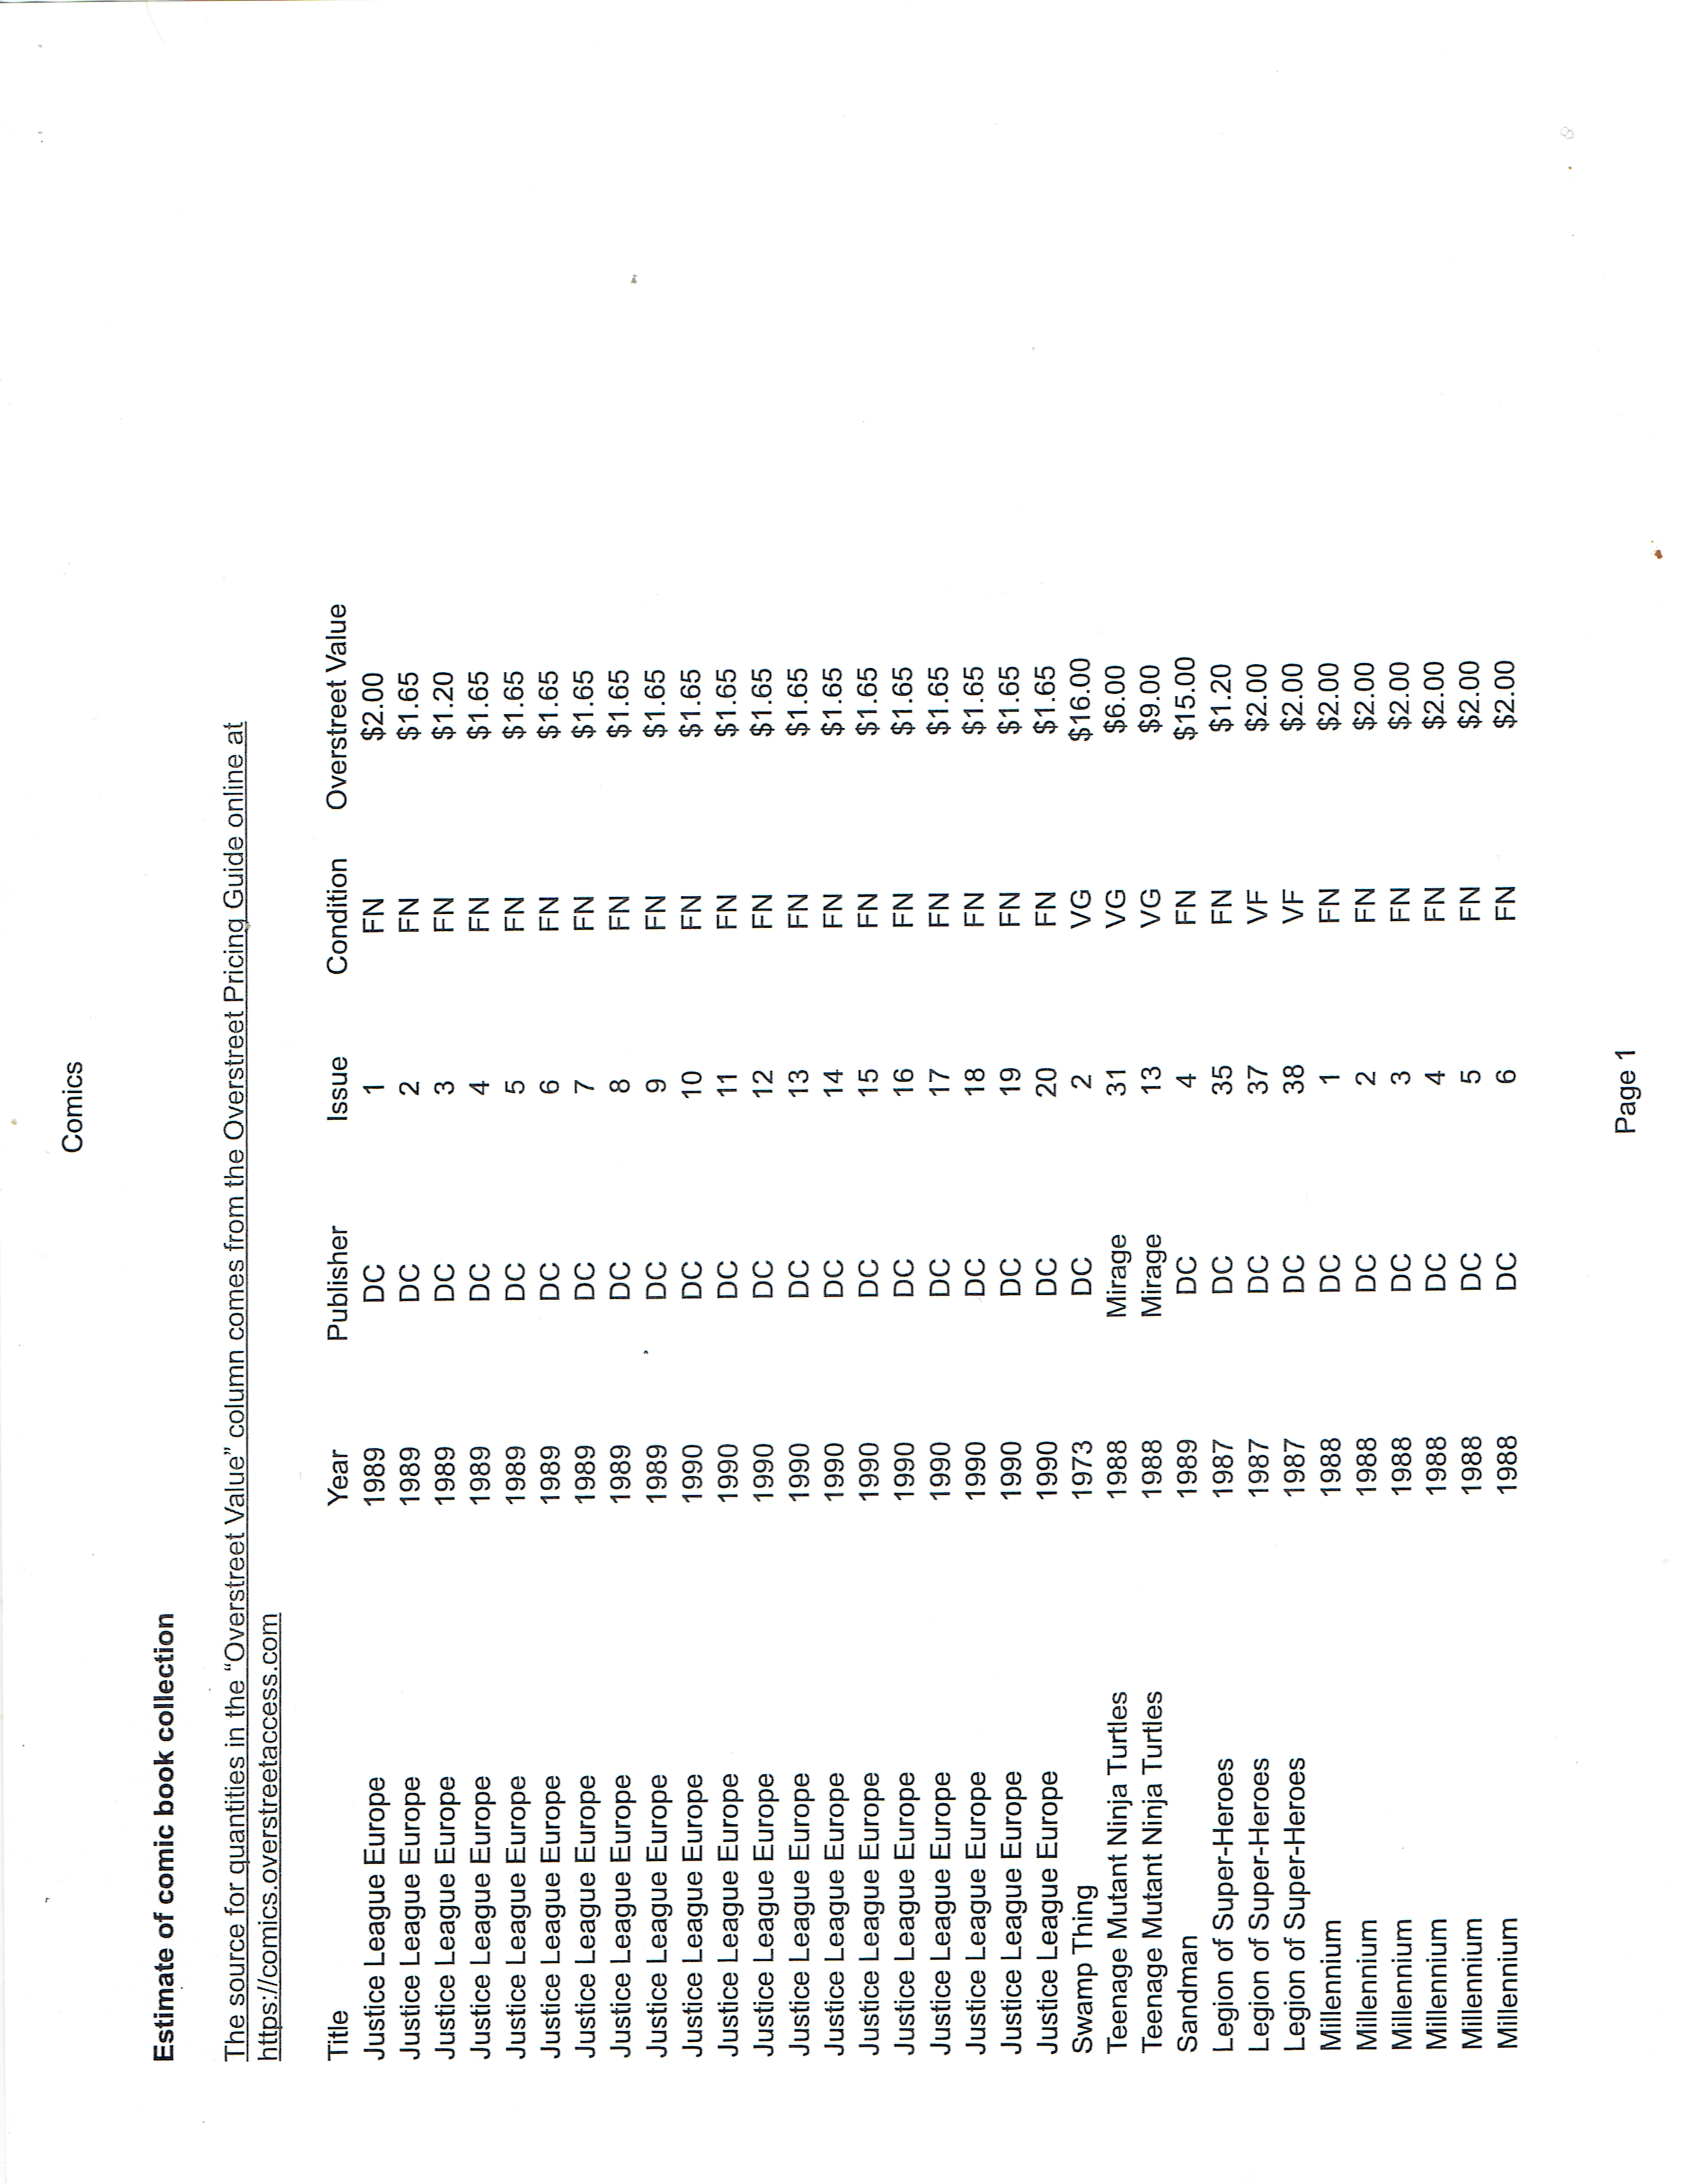 Comics
Estimate of comic book collection
The source for quantities in the “Overstreet Value” column comes from the Overstreet Pricing Guide online at
https://comics.overstreetaccess.com
Title Year Publisher Issue Condition Overstreet Value
Justice League Europe 1989 DC 1 FN $2.00
Justice League Europe 1989 DC 2 FN $1.65
Justice League Europe 1989 DC 3 FN $1.20
Justice League Europe 1989 DC 4 FN $1.65
Justice League Europe 1989 DC 5 FN $1.65
Justice League Europe 1989 DC 6 FN $1.65
Justice League Europe 1989 DC 7 FN $1.65
Justice League Europe 1989 DC 8 FN $1.65
Justice League Europe 1989 DC 9 FN $1.65
Justice League Europe 1990 DC 10 FN $1.65
Justice League Europe 1990 DC 11 FN $1.65
Justice League Europe 1990 DC 12 FN $1.65
Justice League Europe 1990 DC 13 FN $1.65
Justice League Europe 1990 DC 14 FN $1.65
Justice League Europe 1990 DC 15 FN $1.65
Justice League Europe 1990 DC 16 FN $1.65
Justice League Europe 1990 DC 17 FN $1.65
Justice League Europe 1990 DC 18 FN $1.65
Justice League Europe 1990 DC 19 FN $1.65
Justice League Europe 1990 DC 20 FN $1.65
Swamp Thing 1973 DC 2 VG $16.00
Teenage Mutant Ninja Turtles 1988 Mirage 31 VG $6.00
Teenage Mutant Ninja Turtles 1988 Mirage 13 VG $9.00
Sandman 1989 DC 4 FN $15.00
Legion of Super-Heroes 1987 DC 35 FN $1.20
Legion of Super-Heroes 1987 DC 37 VF $2.00
Legion of Super-Heroes 1987 DC 38 VF $2.00
Millennium 1988 DC 1 FN $2.00
Millennium 1988 DC 2 FN $2.00
Millennium 1988 DC 3 FN $2.00
Millennium 1988 DC 4 FN $2.00
Millennium 1988 DC 5 FN $2.00
Millennium 1988 DC 6 FN $2.00
Page 1